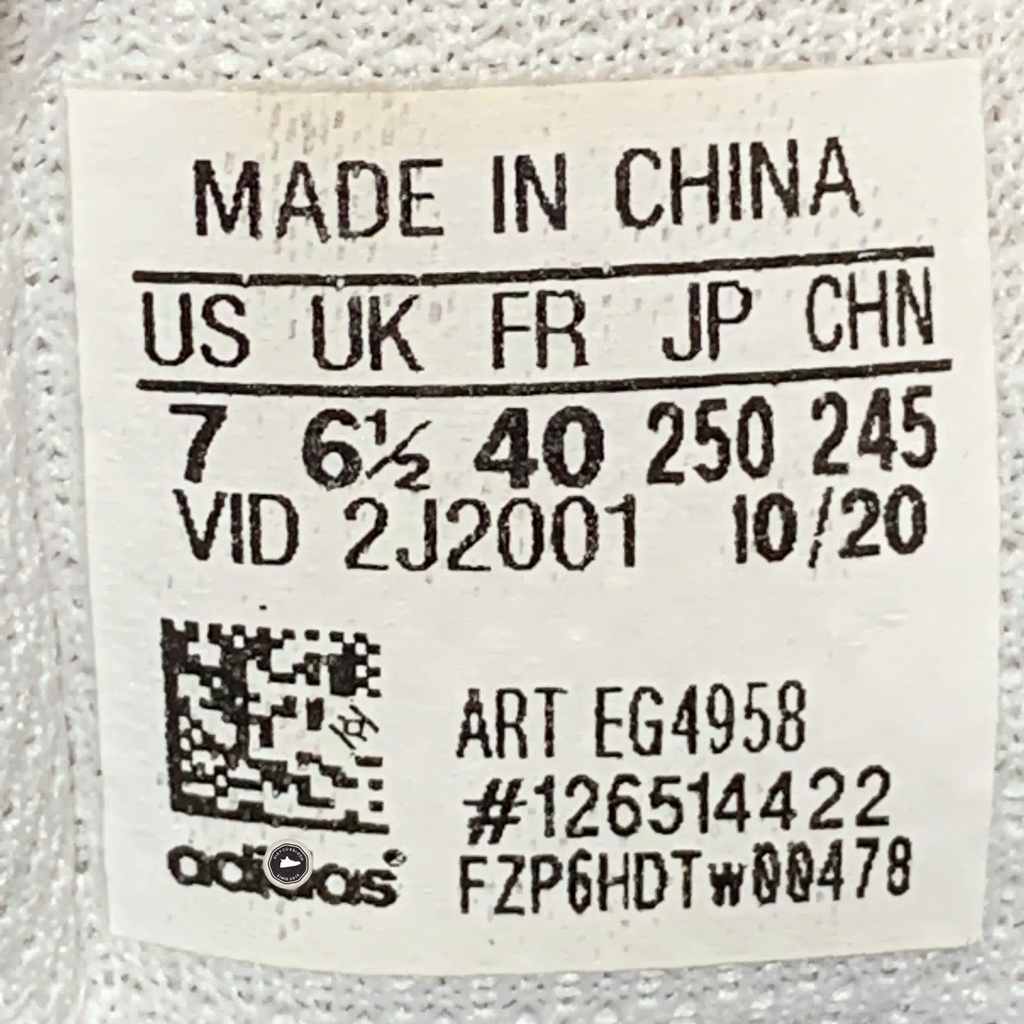 MADE IN CHINA
US UK FR JP CHN
7 6½ 40 250 245
VID 2J2001 10/20
ART EG4958
#126514422
adidas FZP6HDTw00478